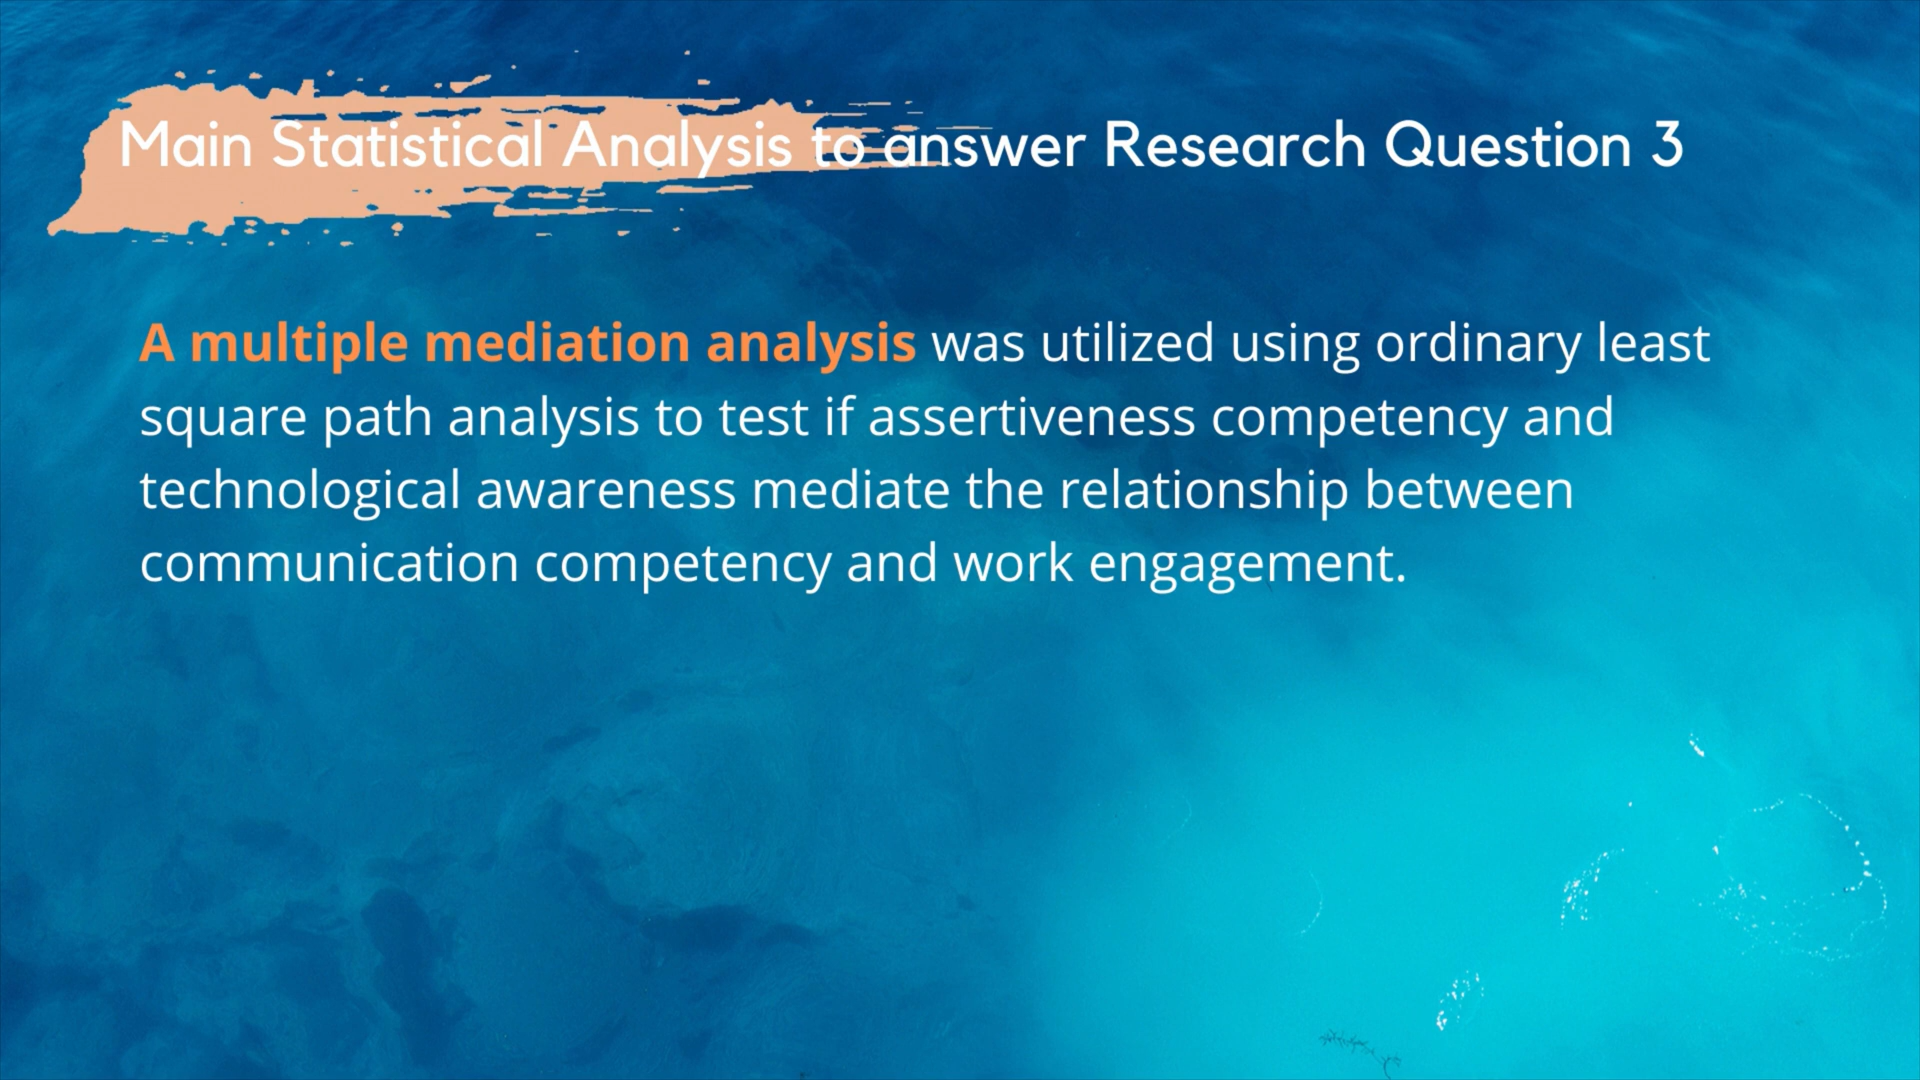 Main Statistical Analysis to answer Research Question 3
A multiple mediation analysis was utilized using ordinary least
square path analysis to test if assertiveness competency and
technological awareness mediate the relationship between
communication competency and work engagement.